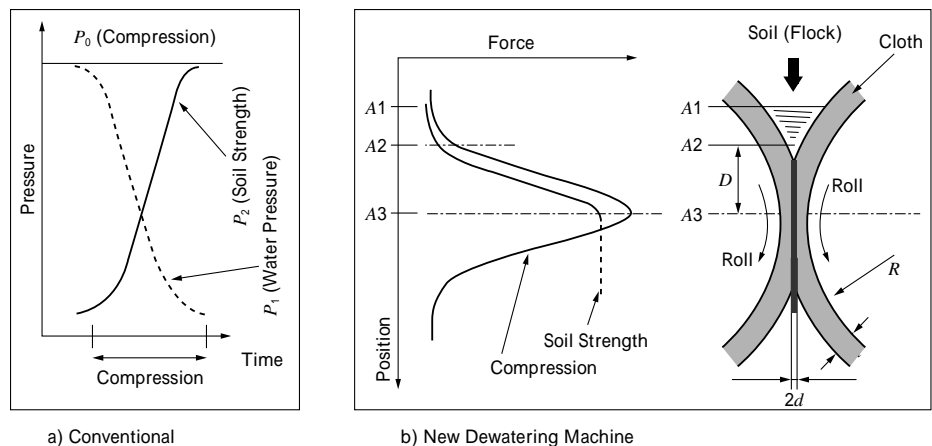 P₀ (Compression)
Pressure
P₂ (Soil Strength)
P₁ (Water Pressure)
Time
Compression
a) Conventional
Force
A1
A2
A3
Position
Soil Strength
Compression
Soil (Flock)
Cloth
A1
A2
D
A3
Roll
Roll
R
2d
b) New Dewatering Machine